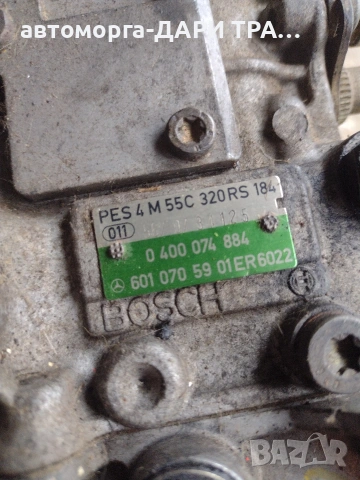 автоморга-ДАРИ ТРА...
PES 4 M 55C 320RS 184
011 123
0 400 074 884
601 070 59 01ER6022
BOSCH
BAZAR